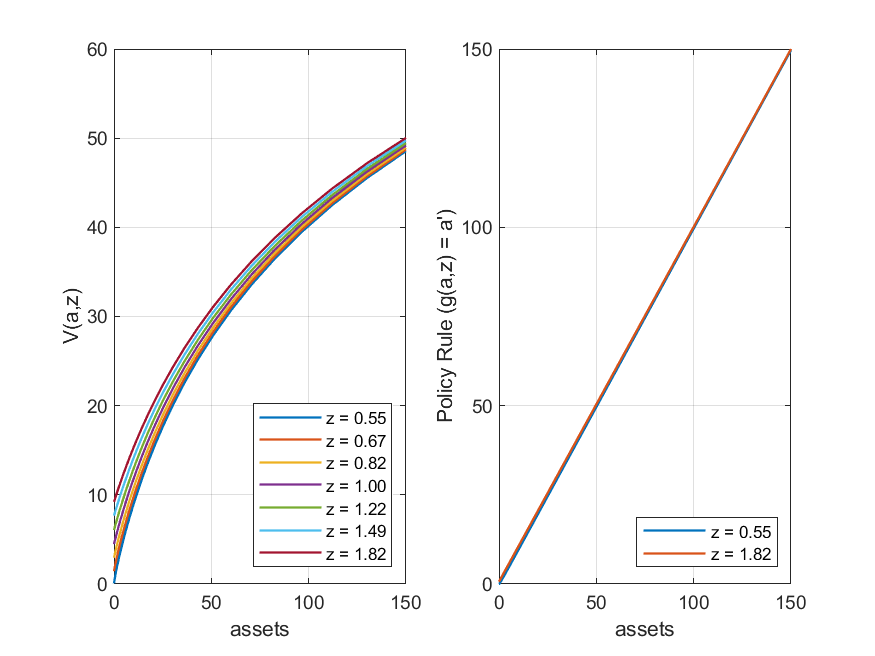 60
50
40
30
20
10
0
0
50
100
150
V(a,z)
assets
z = 0.55
z = 0.67
z = 0.82
z = 1.00
z = 1.22
z = 1.49
z = 1.82
150
100
50
0
0
50
100
150
Policy Rule (g(a,z) = a')
assets
z = 0.55
z = 1.82